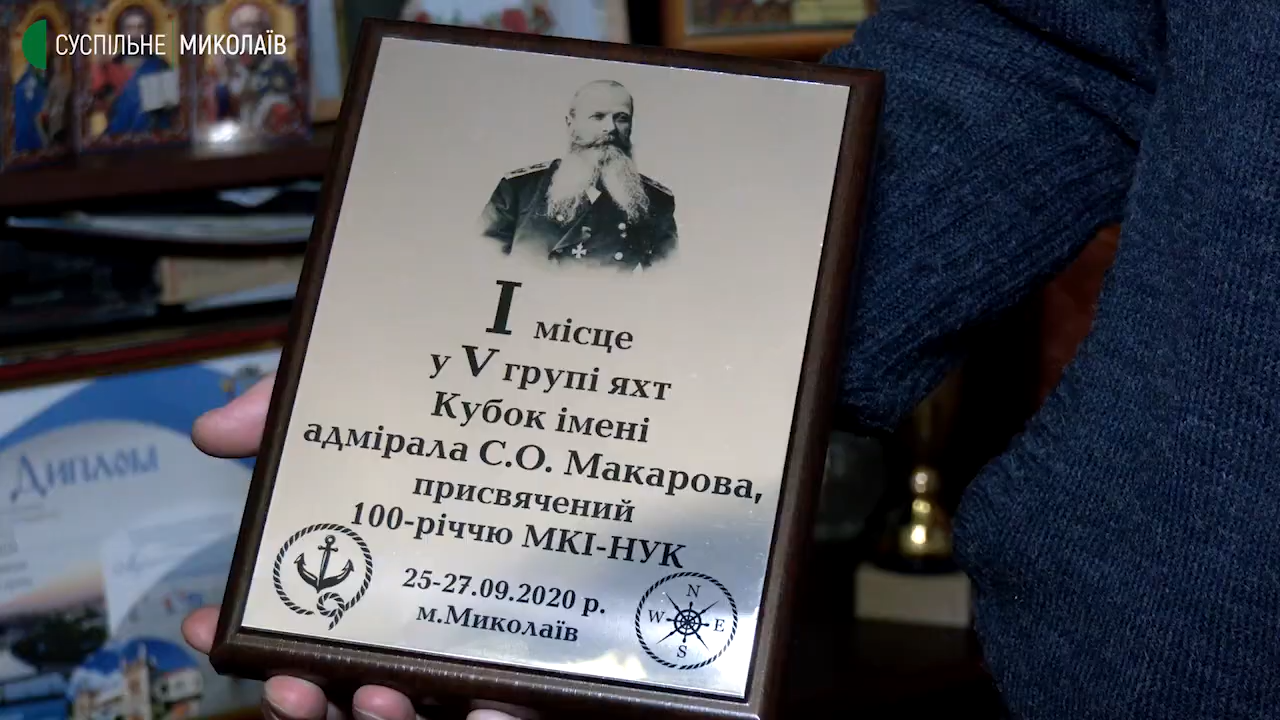 СУСПІЛЬНЕ МИКОЛАЇВ
I місце
у V групі яхт
Кубок імені
адмірала С.О. Макарова,
присвячений
100-річчю МКІ-НУК
25-27.09.2020 р.
м.Миколаїв
N
W E
S
Диплом